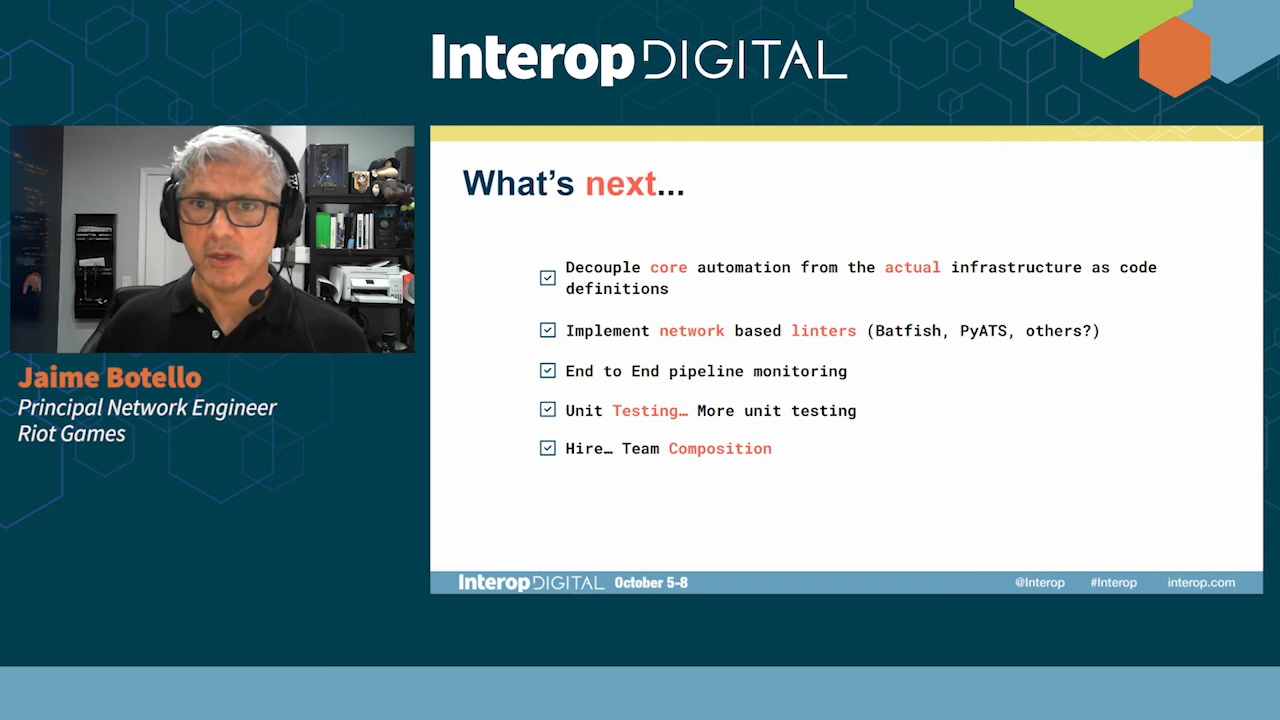 Interop DIGITAL
Jaime Botello
Principal Network Engineer
Riot Games
What's next...
Decouple core automation from the actual infrastructure as code
definitions
Implement network based linters (Batfish, PyATS, others?)
End to End pipeline monitoring
Unit Testing… More unit testing
Hire… Team Composition
Interop DIGITAL October 5-8
@Interop #Interop interop.com